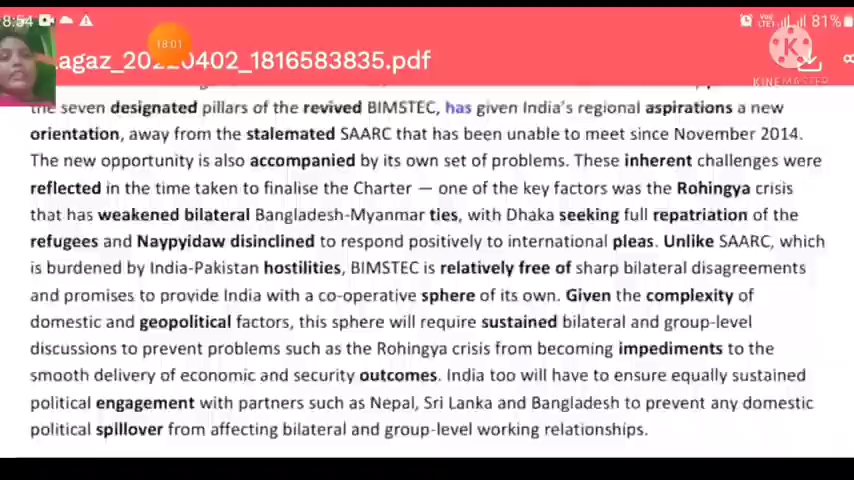 8:54 81%
18:01
agaz_20220402_1816583835.pdf
K
KINEMASTER
the seven designated pillars of the revived BIMSTEC, has given India's regional aspirations a new
orientation, away from the stalemated SAARC that has been unable to meet since November 2014.
The new opportunity is also accompanied by its own set of problems. These inherent challenges were
reflected in the time taken to finalise the Charter — one of the key factors was the Rohingya crisis
that has weakened bilateral Bangladesh-Myanmar ties, with Dhaka seeking full repatriation of the
refugees and Naypyidaw disinclined to respond positively to international pleas. Unlike SAARC, which
is burdened by India-Pakistan hostilities, BIMSTEC is relatively free of sharp bilateral disagreements
and promises to provide India with a co-operative sphere of its own. Given the complexity of
domestic and geopolitical factors, this sphere will require sustained bilateral and group-level
discussions to prevent problems such as the Rohingya crisis from becoming impediments to the
smooth delivery of economic and security outcomes. India too will have to ensure equally sustained
political engagement with partners such as Nepal, Sri Lanka and Bangladesh to prevent any domestic
political spillover from affecting bilateral and group-level working relationships.